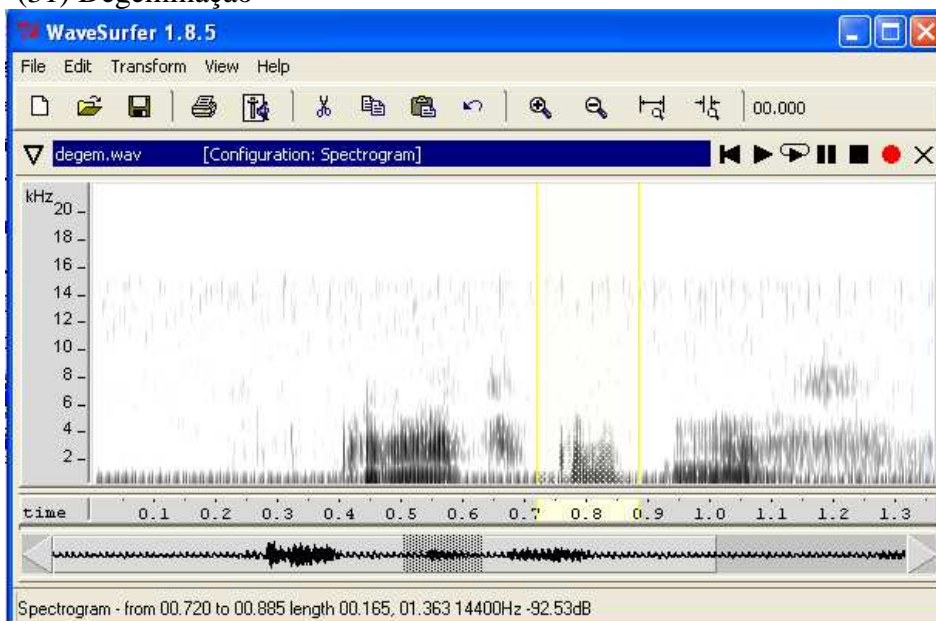 (31) Degeminação
WaveSurfer 1.8.5
File Edit Transform View Help
00.000
degem.wav [Configuration: Spectrogram]
kHz
20
18
16
14
12
10
8
6
4
2
time 0.1 0.2 0.3 0.4 0.5 0.6 0.7 0.8 0.9 1.0 1.1 1.2 1.3
Spectrogram - from 00.720 to 00.885 length 00.165, 01.363 14400Hz -92.53dB